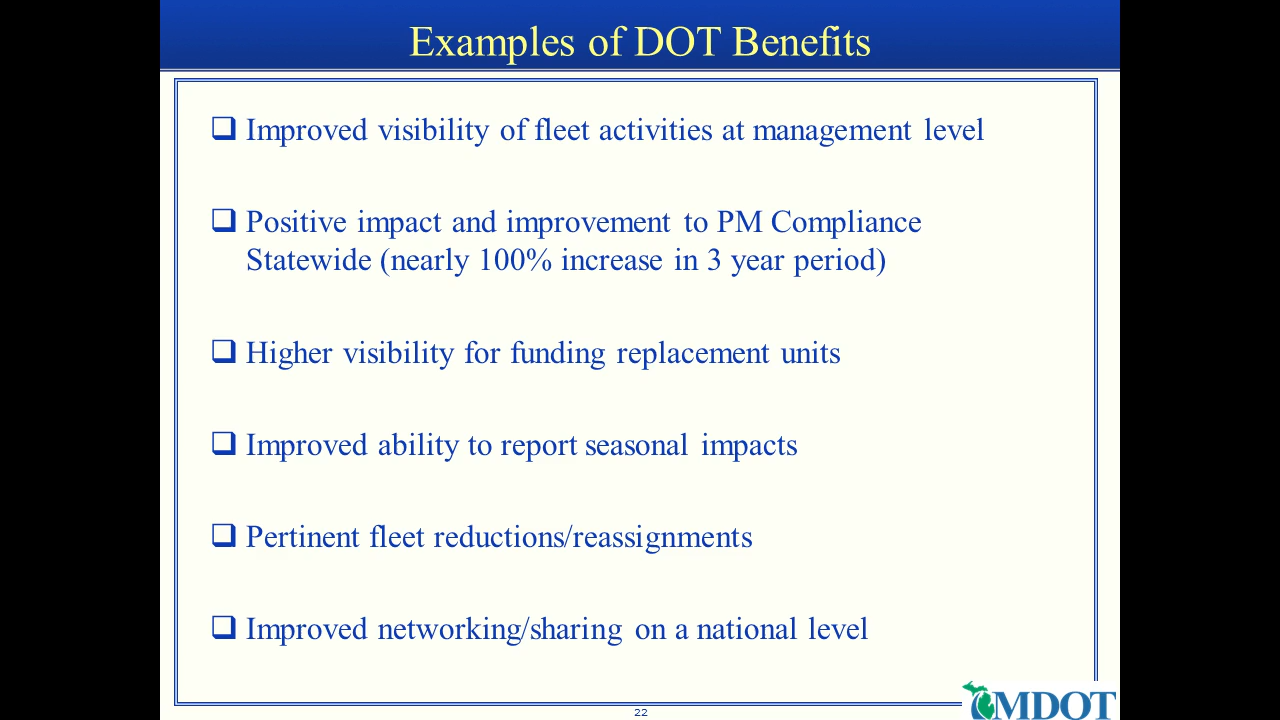 Examples of DOT Benefits
Improved visibility of fleet activities at management level
Positive impact and improvement to PM Compliance
Statewide (nearly 100% increase in 3 year period)
Higher visibility for funding replacement units
Improved ability to report seasonal impacts
Pertinent fleet reductions/reassignments
Improved networking/sharing on a national level
22
MDOT